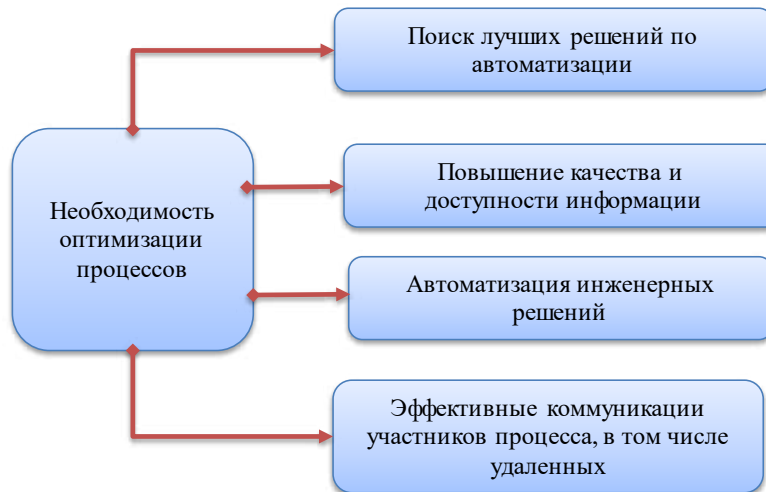 Поиск лучших решений по
автоматизации
Необходимость
оптимизации
процессов
Повышение качества и
доступности информации
Автоматизация инженерных
решений
Эффективные коммуникации
участников процесса, в том числе
удаленных